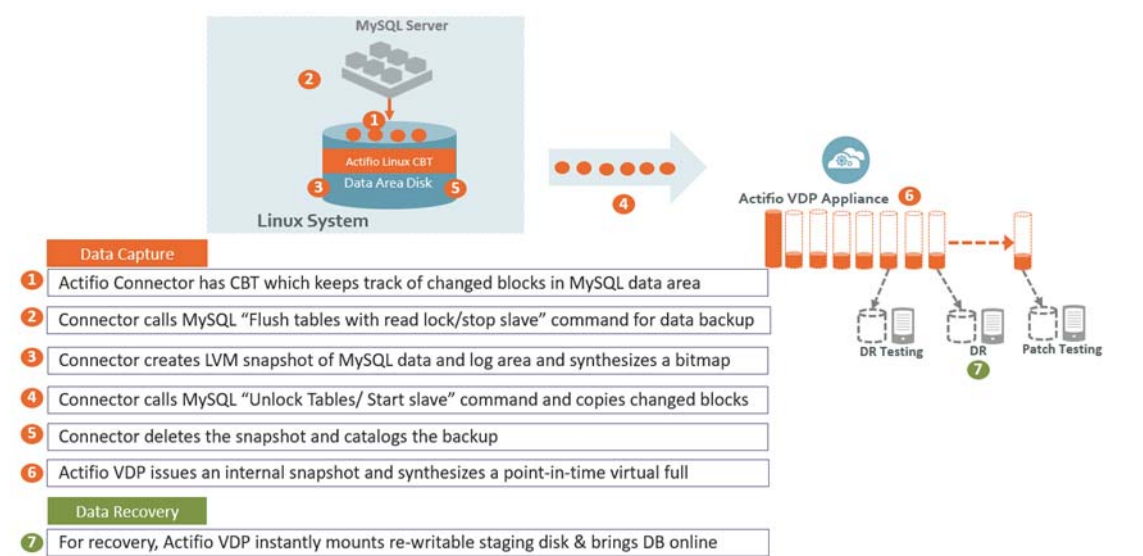 MySQL Server
2
1
Actifio Linux CBT
3
Data Area Disk
5
Linux System
4
Actifio VDP Appliance
6
DR Testing
DR
Patch Testing
7
Data Capture
1 Actifio Connector has CBT which keeps track of changed blocks in MySQL data area
2 Connector calls MySQL “Flush tables with read lock/stop slave” command for data backup
3 Connector creates LVM snapshot of MySQL data and log area and synthesizes a bitmap
4 Connector calls MySQL “Unlock Tables/ Start slave” command and copies changed blocks
5 Connector deletes the snapshot and catalogs the backup
6 Actifio VDP issues an internal snapshot and synthesizes a point-in-time virtual full
Data Recovery
7 For recovery, Actifio VDP instantly mounts re-writable staging disk & brings DB online